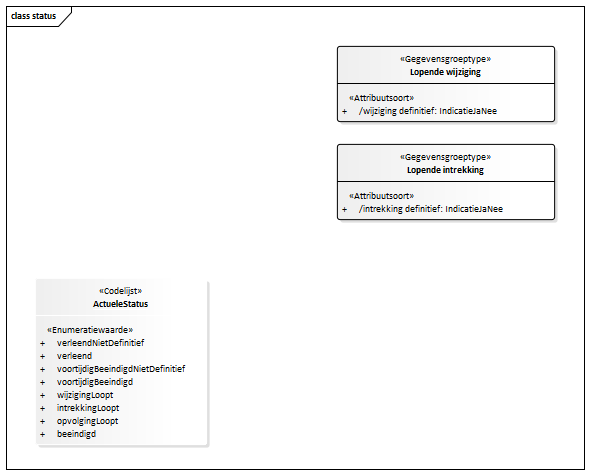 class status
«Gegevensgroeptype»
Lopende wijziging
«Attribuutsoort»
+ /wijziging definitief: IndicatieJaNee
«Gegevensgroeptype»
Lopende intrekking
«Attribuutsoort»
+ /intrekking definitief: IndicatieJaNee
«Codelijst»
ActueleStatus
«Enumeratiewaarde»
+ verleendNietDefinitief
+ verleend
+ voortijdigBeeindigdNietDefinitief
+ voortijdigBeeindigd
+ wijzigingLoopt
+ intrekkingLoopt
+ opvolgingLoopt
+ beeindigd